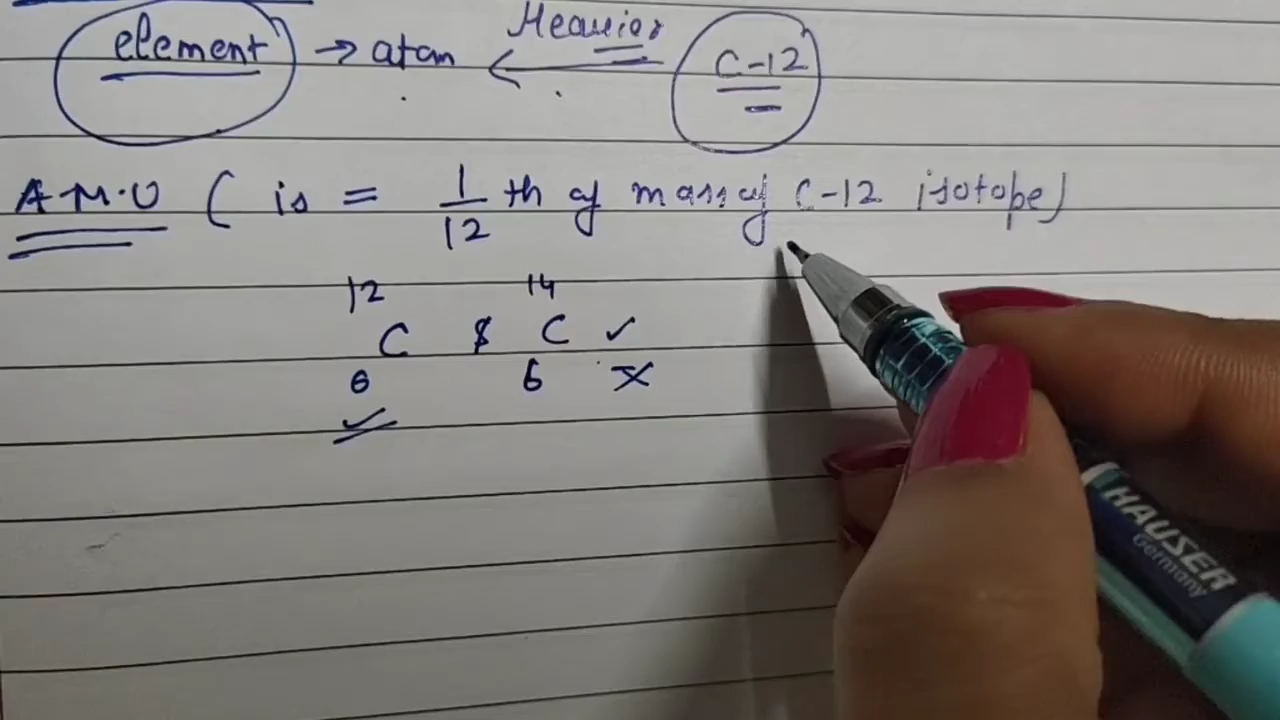 element → atom Heavier C-12
A.M.U ( is = 1/12 th of mass of C-12 isotope)
12 14
C & C ✓
6 6 X
HAUSER
Germany